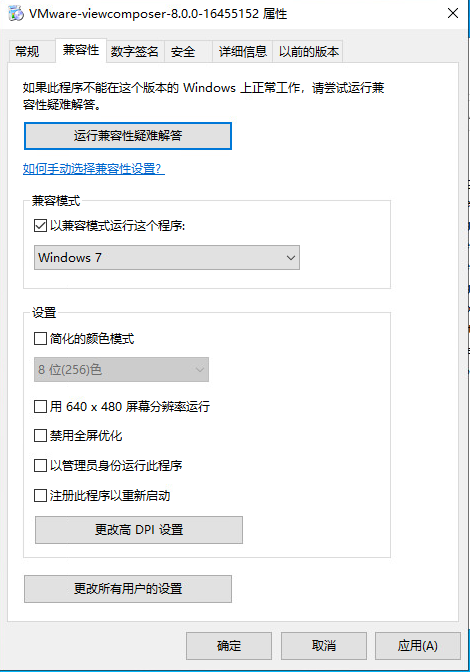 VMware-viewcomposer-8.0.0-16455152 属性
常规 兼容性 数字签名 安全 详细信息 以前的版本
如果此程序不能在这个版本的 Windows 上正常工作，请尝试运行兼
容性疑难解答。
运行兼容性疑难解答
如何手动选择兼容性设置?
兼容模式
以兼容模式运行这个程序:
Windows 7
设置
简化的颜色模式
8 位(256)色
用 640 x 480 屏幕分辨率运行
禁用全屏优化
以管理员身份运行此程序
注册此程序以重新启动
更改高 DPI 设置
更改所有用户的设置
确定 取消 应用(A)